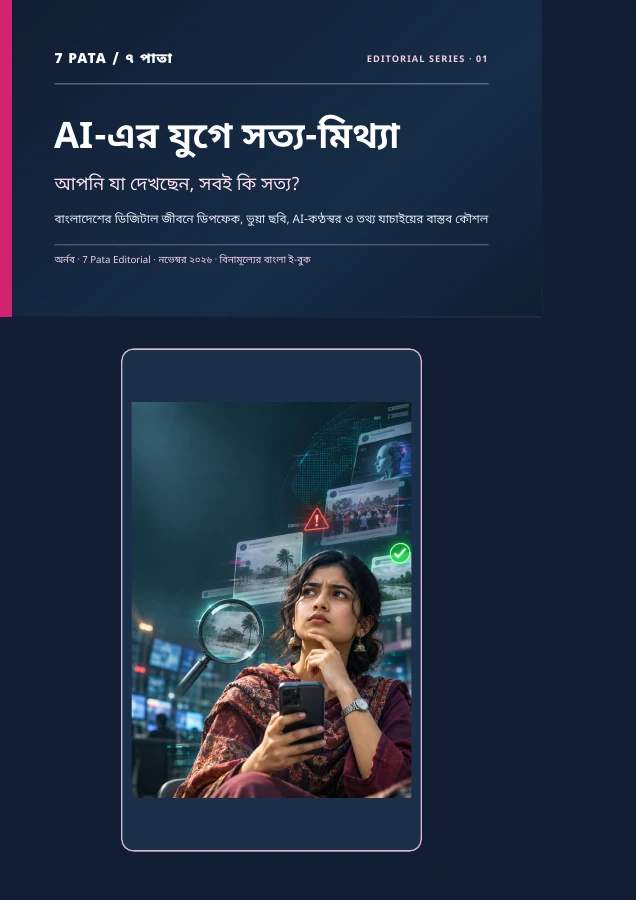 7 PATA / ৭ পাতা
EDITORIAL SERIES · 01
AI-এর যুগে সত্য-মিথ্যা
আপনি যা দেখছেন, সবই কি সত্য?
বাংলাদেশের ডিজিটাল জীবনে ডিপফেক, ভুয়া ছবি, AI-কণ্ঠস্বর ও তথ্য যাচাইয়ের বাস্তব কৌশল
অর্নব · 7 Pata Editorial · নভেম্বর ২০২৬ · বিনামূল্যের বাংলা ই-বুক